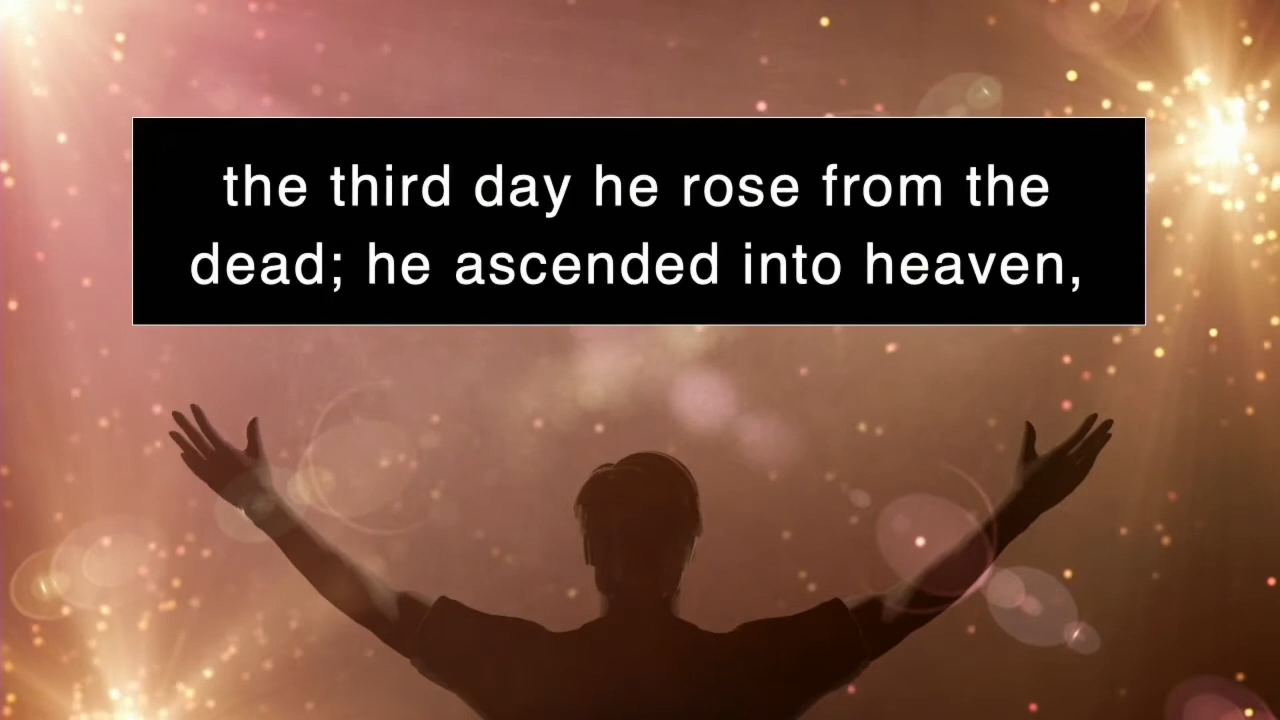 the third day he rose from the
dead; he ascended into heaven,